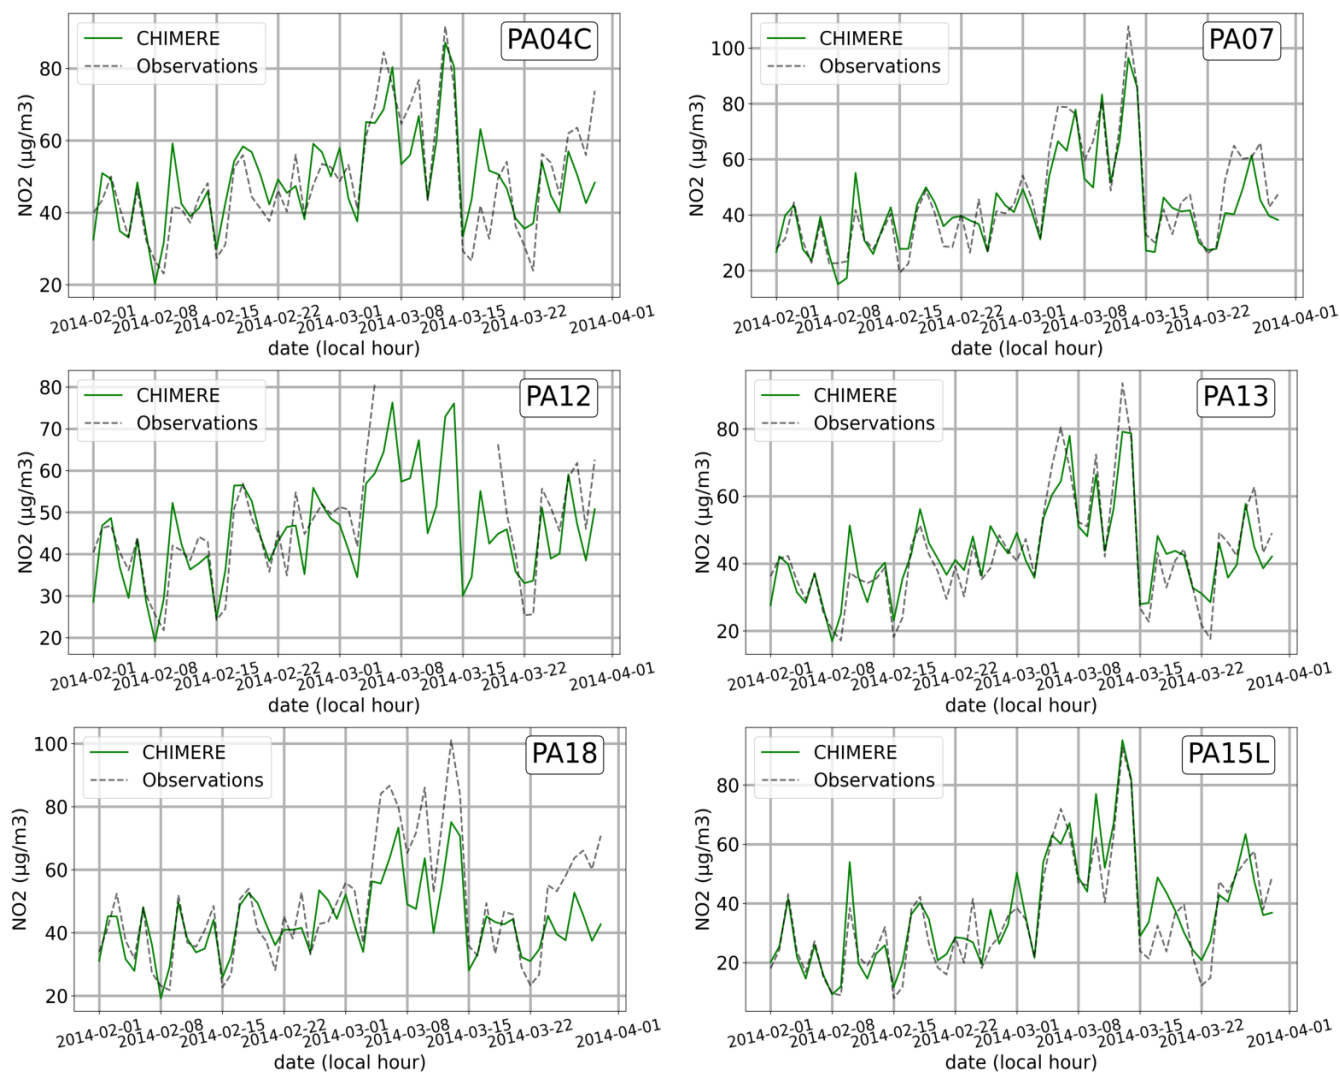 CHIMERE
Observations
PA04C
NO2 (µg/m3)
80
60
40
20
2014-02-01
2014-02-08
2014-02-15
2014-02-22
2014-03-01
2014-03-08
2014-03-15
2014-03-22
2014-04-01
date (local hour)
CHIMERE
Observations
PA07
NO2 (µg/m3)
100
80
60
40
20
2014-02-01
2014-02-08
2014-02-15
2014-02-22
2014-03-01
2014-03-08
2014-03-15
2014-03-22
2014-04-01
date (local hour)
CHIMERE
Observations
PA12
NO2 (µg/m3)
80
70
60
50
40
30
20
2014-02-01
2014-02-08
2014-02-15
2014-02-22
2014-03-01
2014-03-08
2014-03-15
2014-03-22
2014-04-01
date (local hour)
CHIMERE
Observations
PA13
NO2 (µg/m3)
80
60
40
20
2014-02-01
2014-02-08
2014-02-15
2014-02-22
2014-03-01
2014-03-08
2014-03-15
2014-03-22
2014-04-01
date (local hour)
CHIMERE
Observations
PA18
NO2 (µg/m3)
100
80
60
40
20
2014-02-01
2014-02-08
2014-02-15
2014-02-22
2014-03-01
2014-03-08
2014-03-15
2014-03-22
2014-04-01
date (local hour)
CHIMERE
Observations
PA15L
NO2 (µg/m3)
80
60
40
20
2014-02-01
2014-02-08
2014-02-15
2014-02-22
2014-03-01
2014-03-08
2014-03-15
2014-03-22
2014-04-01
date (local hour)